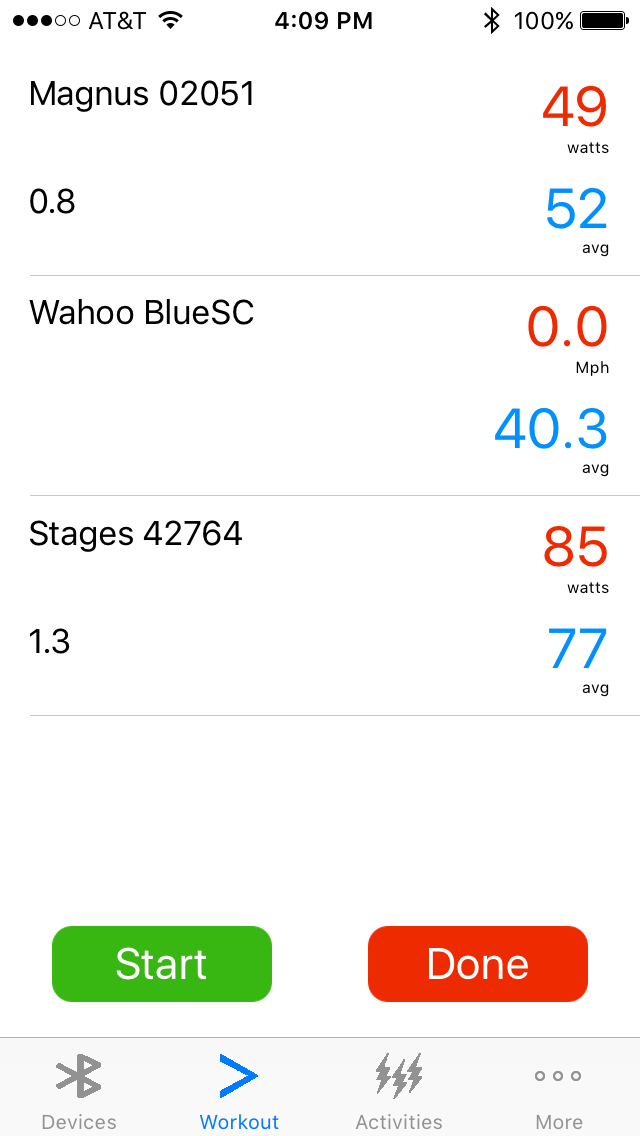 AT&T 4:09 PM 100%
Magnus 02051
49
watts
0.8
52
avg
Wahoo BlueSC
0.0
Mph
40.3
avg
Stages 42764
85
watts
1.3
77
avg
Start Done
Devices Workout Activities More